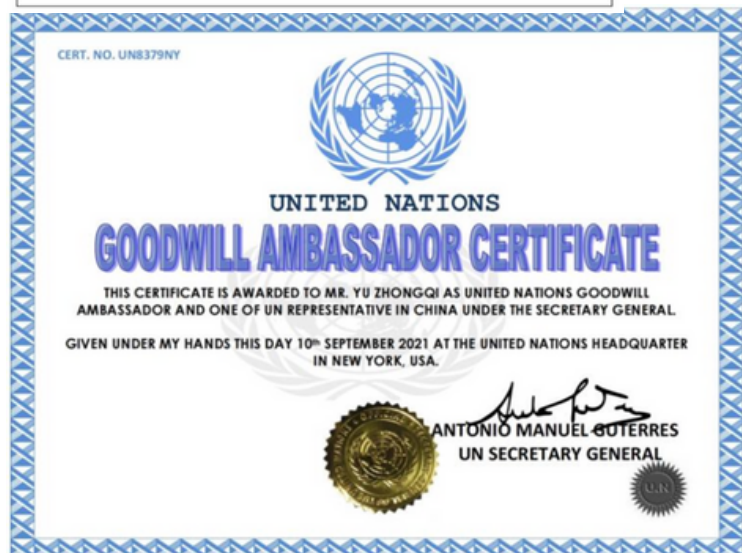 CERT. NO. UN8379NY
UNITED NATIONS
GOODWILL AMBASSADOR CERTIFICATE
THIS CERTIFICATE IS AWARDED TO MR. YU ZHONGQI AS UNITED NATIONS GOODWILL
AMBASSADOR AND ONE OF UN REPRESENTATIVE IN CHINA UNDER THE SECRETARY GENERAL.
GIVEN UNDER MY HANDS THIS DAY 10th SEPTEMBER 2021 AT THE UNITED NATIONS HEADQUARTER
IN NEW YORK, USA.
ANTONIO MANUEL GUTERRES
UN SECRETARY GENERAL
U.N